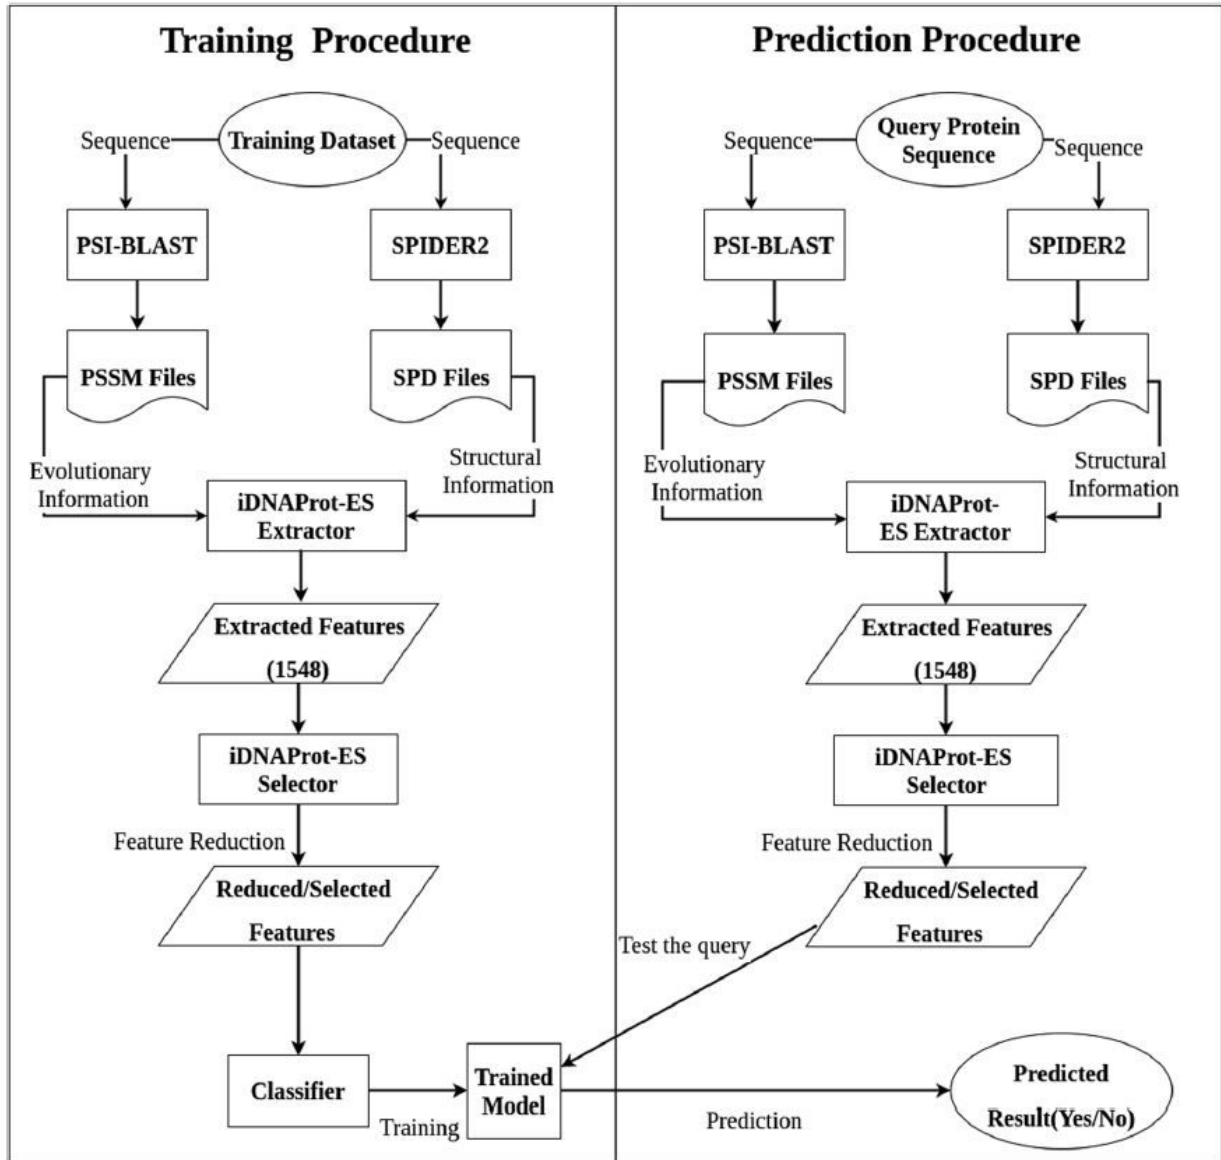 Training Procedure
Prediction Procedure
Sequence
Training Dataset
Sequence
PSI-BLAST
SPIDER2
PSSM Files
SPD Files
Evolutionary
Information
Structural
Information
iDNAProt-ES
Extractor
Extracted Features
(1548)
iDNAProt-ES
Selector
Feature Reduction
Reduced/Selected
Features
Classifier
Training
Trained
Model
Sequence
Query Protein
Sequence
Sequence
PSI-BLAST
SPIDER2
PSSM Files
SPD Files
Evolutionary
Information
Structural
Information
iDNAProt-
ES Extractor
Extracted Features
(1548)
iDNAProt-ES
Selector
Feature Reduction
Reduced/Selected
Features
Test the query
Prediction
Predicted
Result(Yes/No)